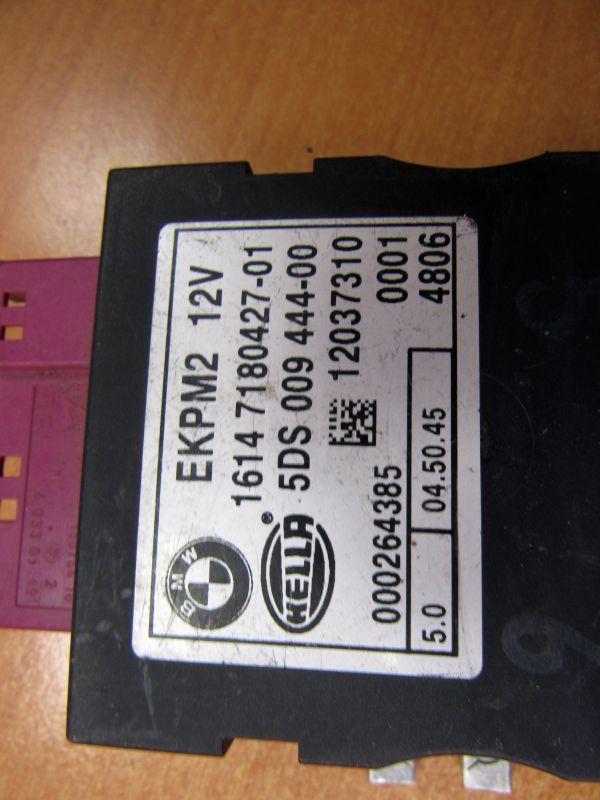 EKPM2 12V
1614 7180427-01
5DS 009 444-00
BMW
HELLA®
12037310
000264385 0001
5.0 04.50.45 4806